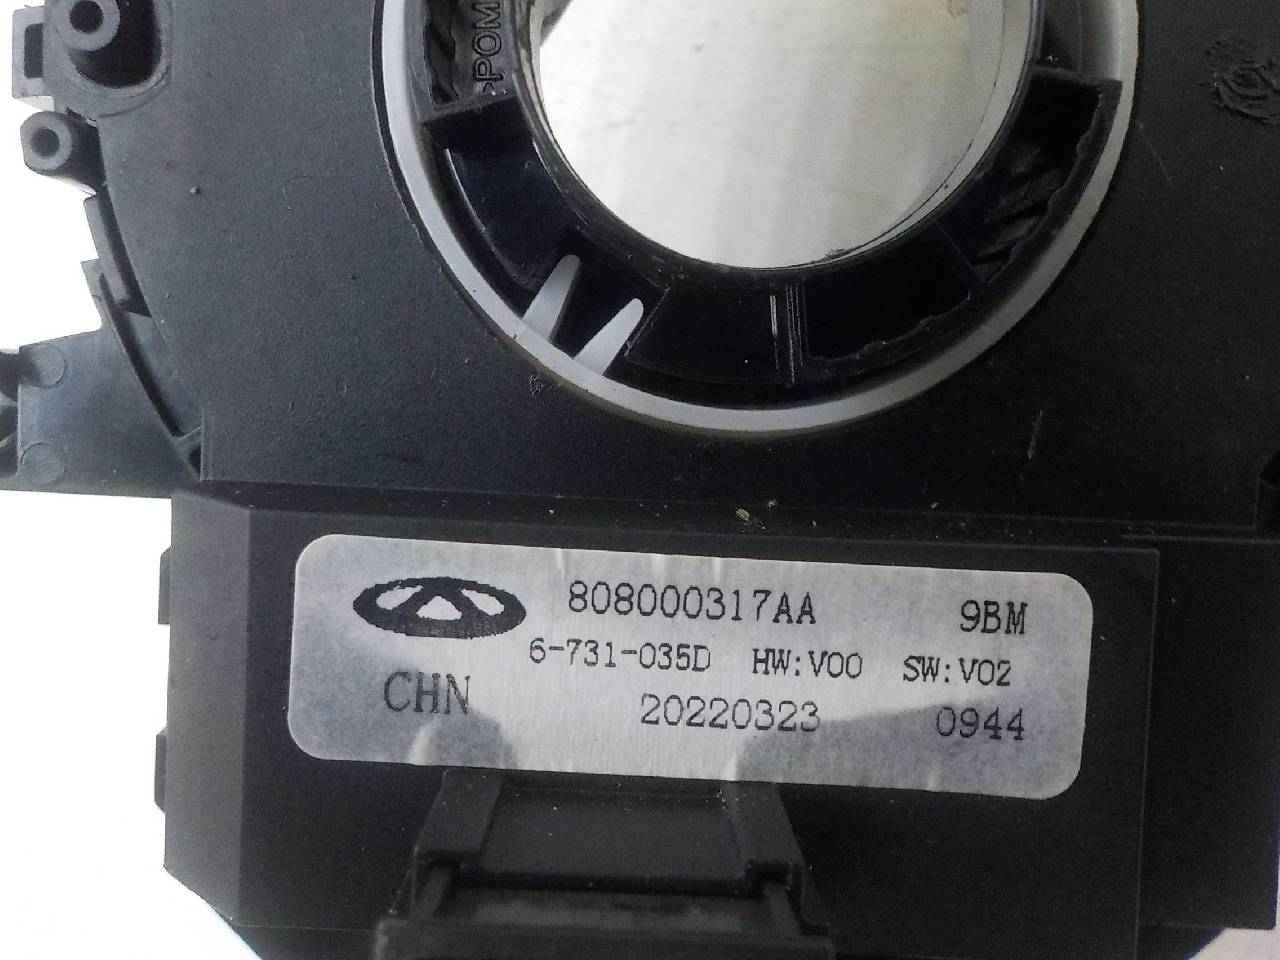 >POM
808000317AA 9BM
6-731-035D HW:V00 SW:V02
CHN 20220323 0944